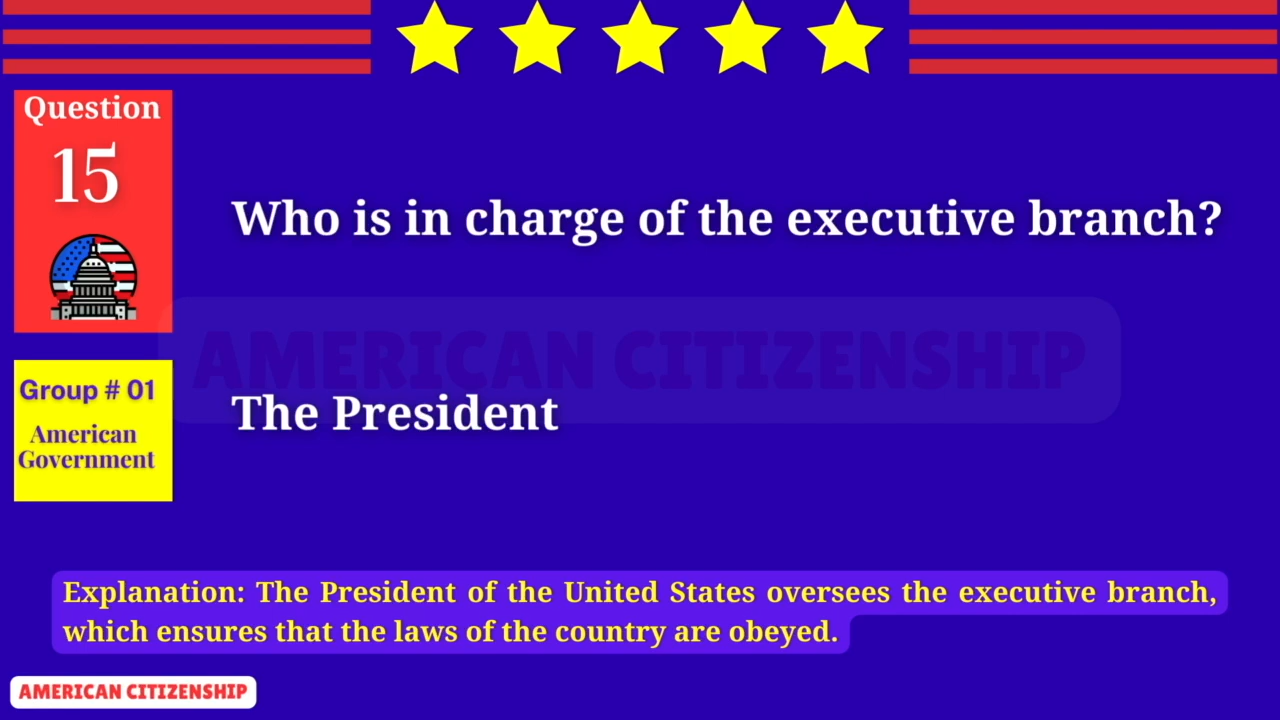 Question
15
Who is in charge of the executive branch?
AMERICAN CITIZENSHIP
The President
Group # 01
American
Government
Explanation: The President of the United States oversees the executive branch,
which ensures that the laws of the country are obeyed.
AMERICAN CITIZENSHIP